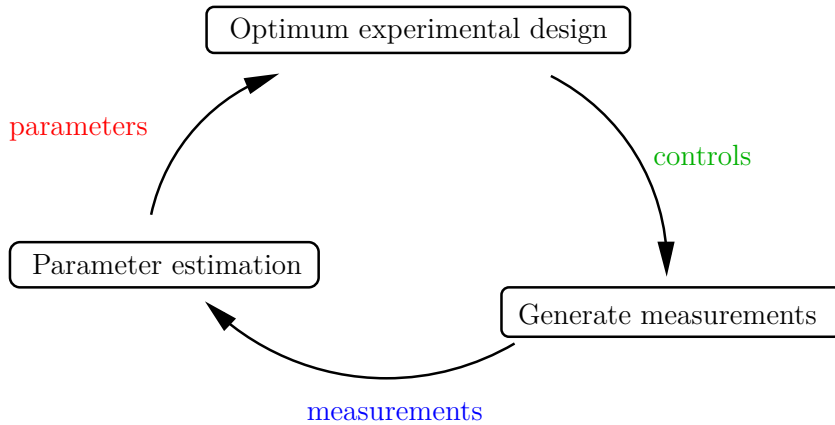 Optimum experimental design
parameters
controls
Parameter estimation
Generate measurements
measurements